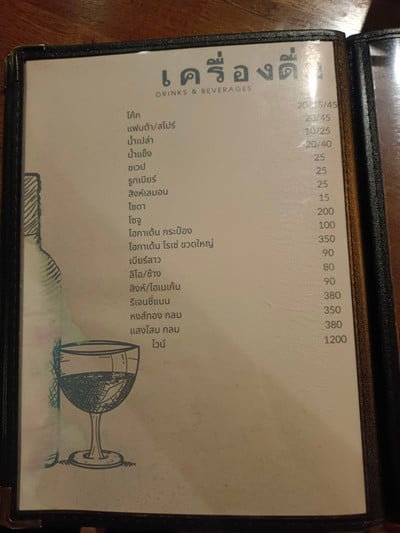 เครื่องดื่ม
DRINKS & BEVERAGES
โค้ก
แฟนต้า/สไปร์ 20/45
น้ำเปล่า 10/25
น้ำแข็ง 20/40
ชเวป 25
รูทเบียร์ 25
สิงห์เลมอน 25
โซดา 15
โซจู 200
โฮกาเด้น กระป๋อง 100
โฮกาเด้น โรเซ่ ขวดใหญ่ 350
เบียร์ลาว 90
ลีโอ/ช้าง 80
สิงห์/ไฮเนเก้น 90
รีเจนซี่แบน 380
หงส์ทอง กลม 350
แสงโสม กลม 380
ไวน์ 1200